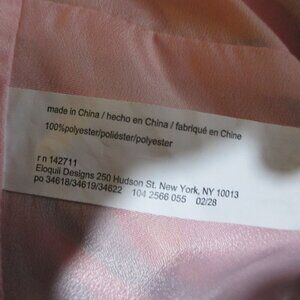 made in China / hecho en China / fabriqué en Chine
100%polyester/poliéster/polyester
r n 142711
Eloquii Designs 250 Hudson St. New York, NY 10013
po 34618/34619/34622 104 2566 055 02/28